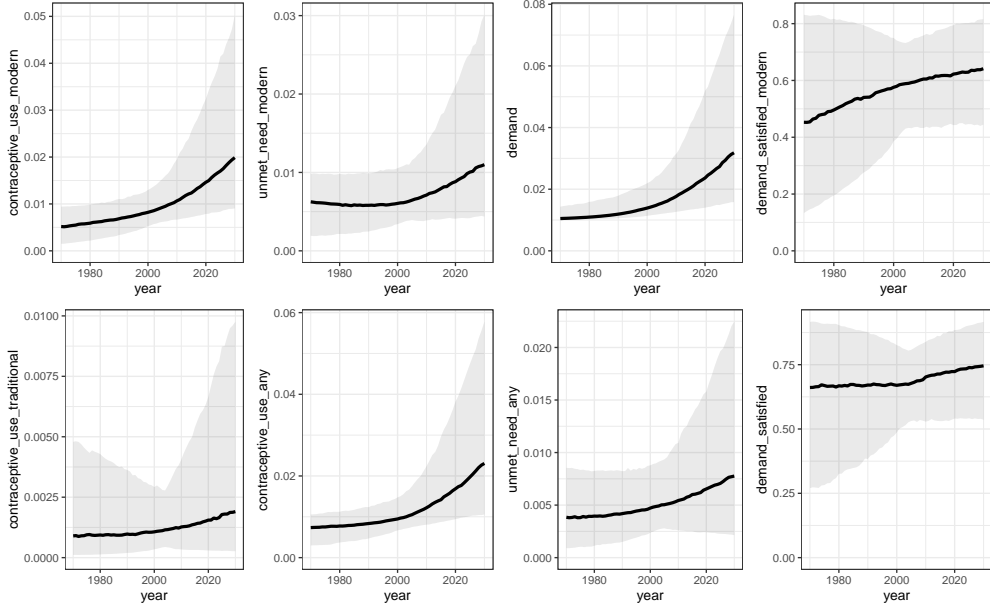 contraceptive_use_modern
0.05
0.04
0.03
0.02
0.01
0.00
1980 2000 2020
year
unmet_need_modern
0.03
0.02
0.01
0.00
1980 2000 2020
year
demand
0.08
0.06
0.04
0.02
0.00
1980 2000 2020
year
demand_satisfied_modern
0.8
0.6
0.4
0.2
0.0
1980 2000 2020
year
contraceptive_use_traditional
0.0100
0.0075
0.0050
0.0025
0.0000
1980 2000 2020
year
contraceptive_use_any
0.06
0.04
0.02
0.00
1980 2000 2020
year
unmet_need_any
0.020
0.015
0.010
0.005
0.000
1980 2000 2020
year
demand_satisfied
0.75
0.50
0.25
0.00
1980 2000 2020
year